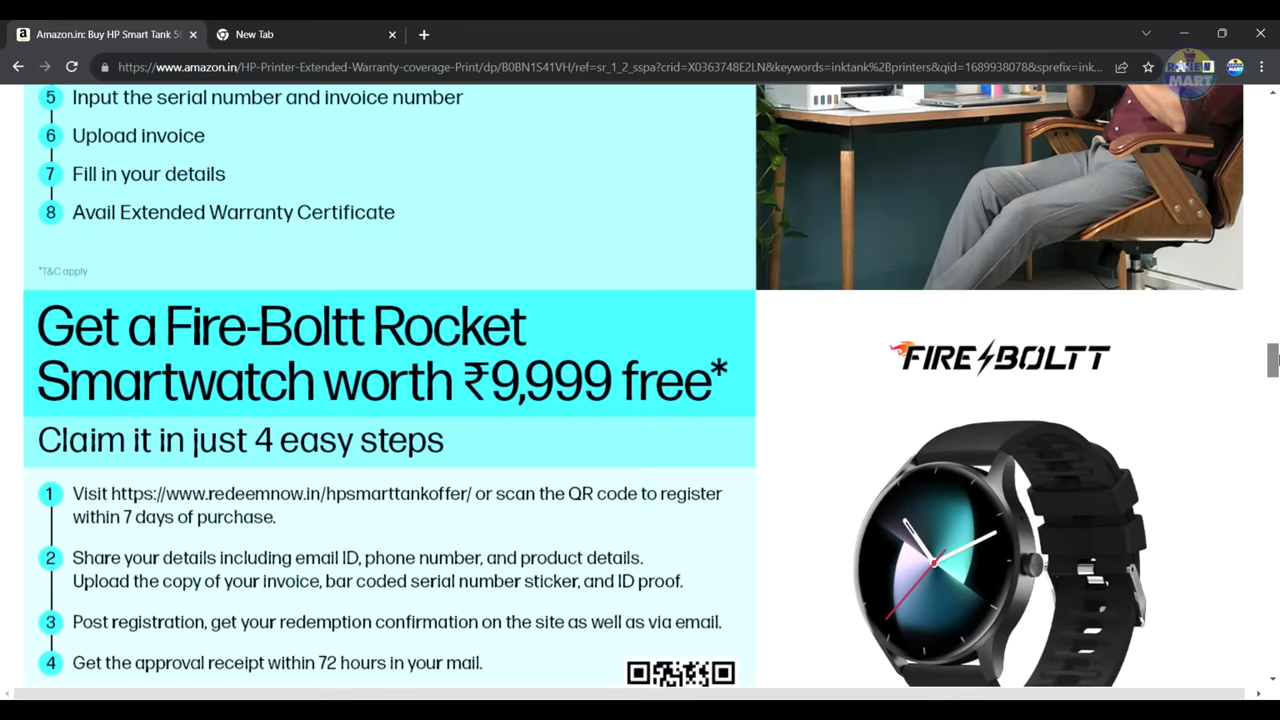 Amazon.in: Buy HP Smart Tank 5
New Tab
https://www.amazon.in/HP-Printer-Extended-Warranty-coverage-Print/dp/B0BN1S41VH/ref=sr_1_2_sspa?crid=X0363748E2LN&keywords=inktank%2Bprinters&qid=1689938078&sprefix=ink...
REVIEW
MART
5 Input the serial number and invoice number
6 Upload invoice
7 Fill in your details
8 Avail Extended Warranty Certificate
*T&C apply
Get a Fire-Boltt Rocket
Smartwatch worth ₹9,999 free*
Claim it in just 4 easy steps
1 Visit https://www.redeemnow.in/hpsmarttankoffer/ or scan the QR code to register
within 7 days of purchase.
2 Share your details including email ID, phone number, and product details.
Upload the copy of your invoice, bar coded serial number sticker, and ID proof.
3 Post registration, get your redemption confirmation on the site as well as via email.
4 Get the approval receipt within 72 hours in your mail.
FIRE BOLTT